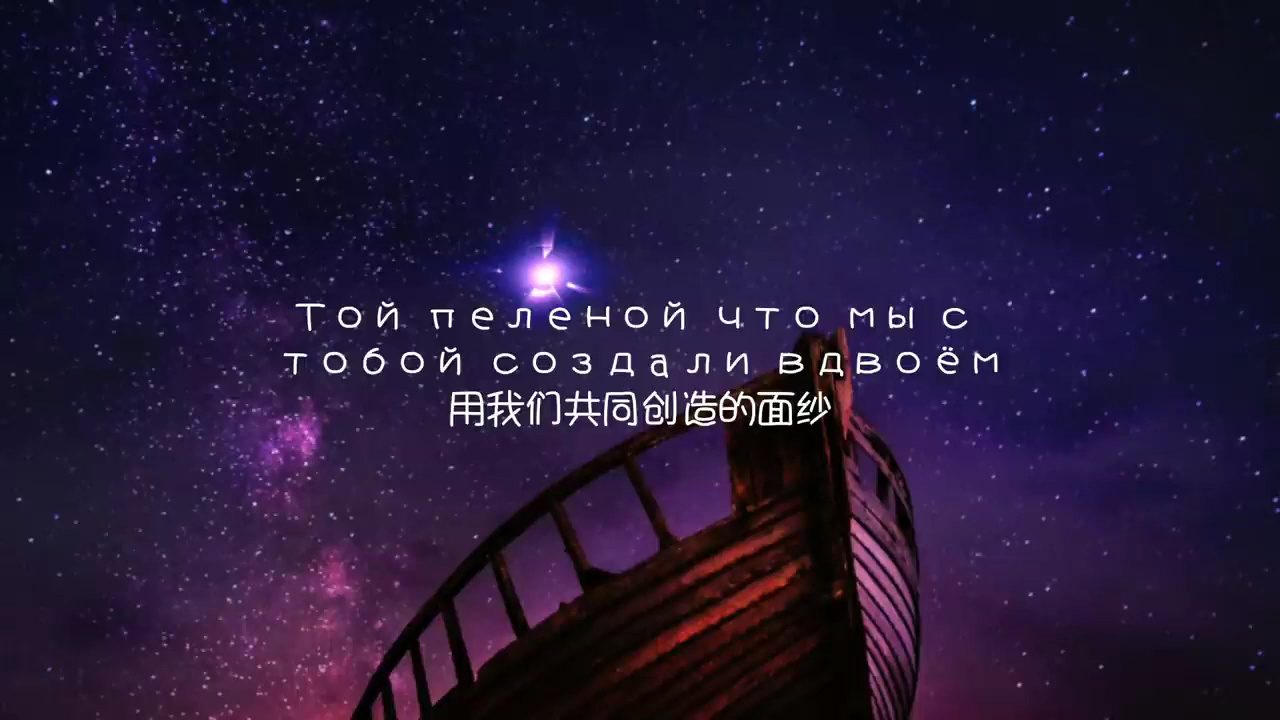 Той пеленой что мы с
тобой создали вдвоём
用我们共同创造的面纱